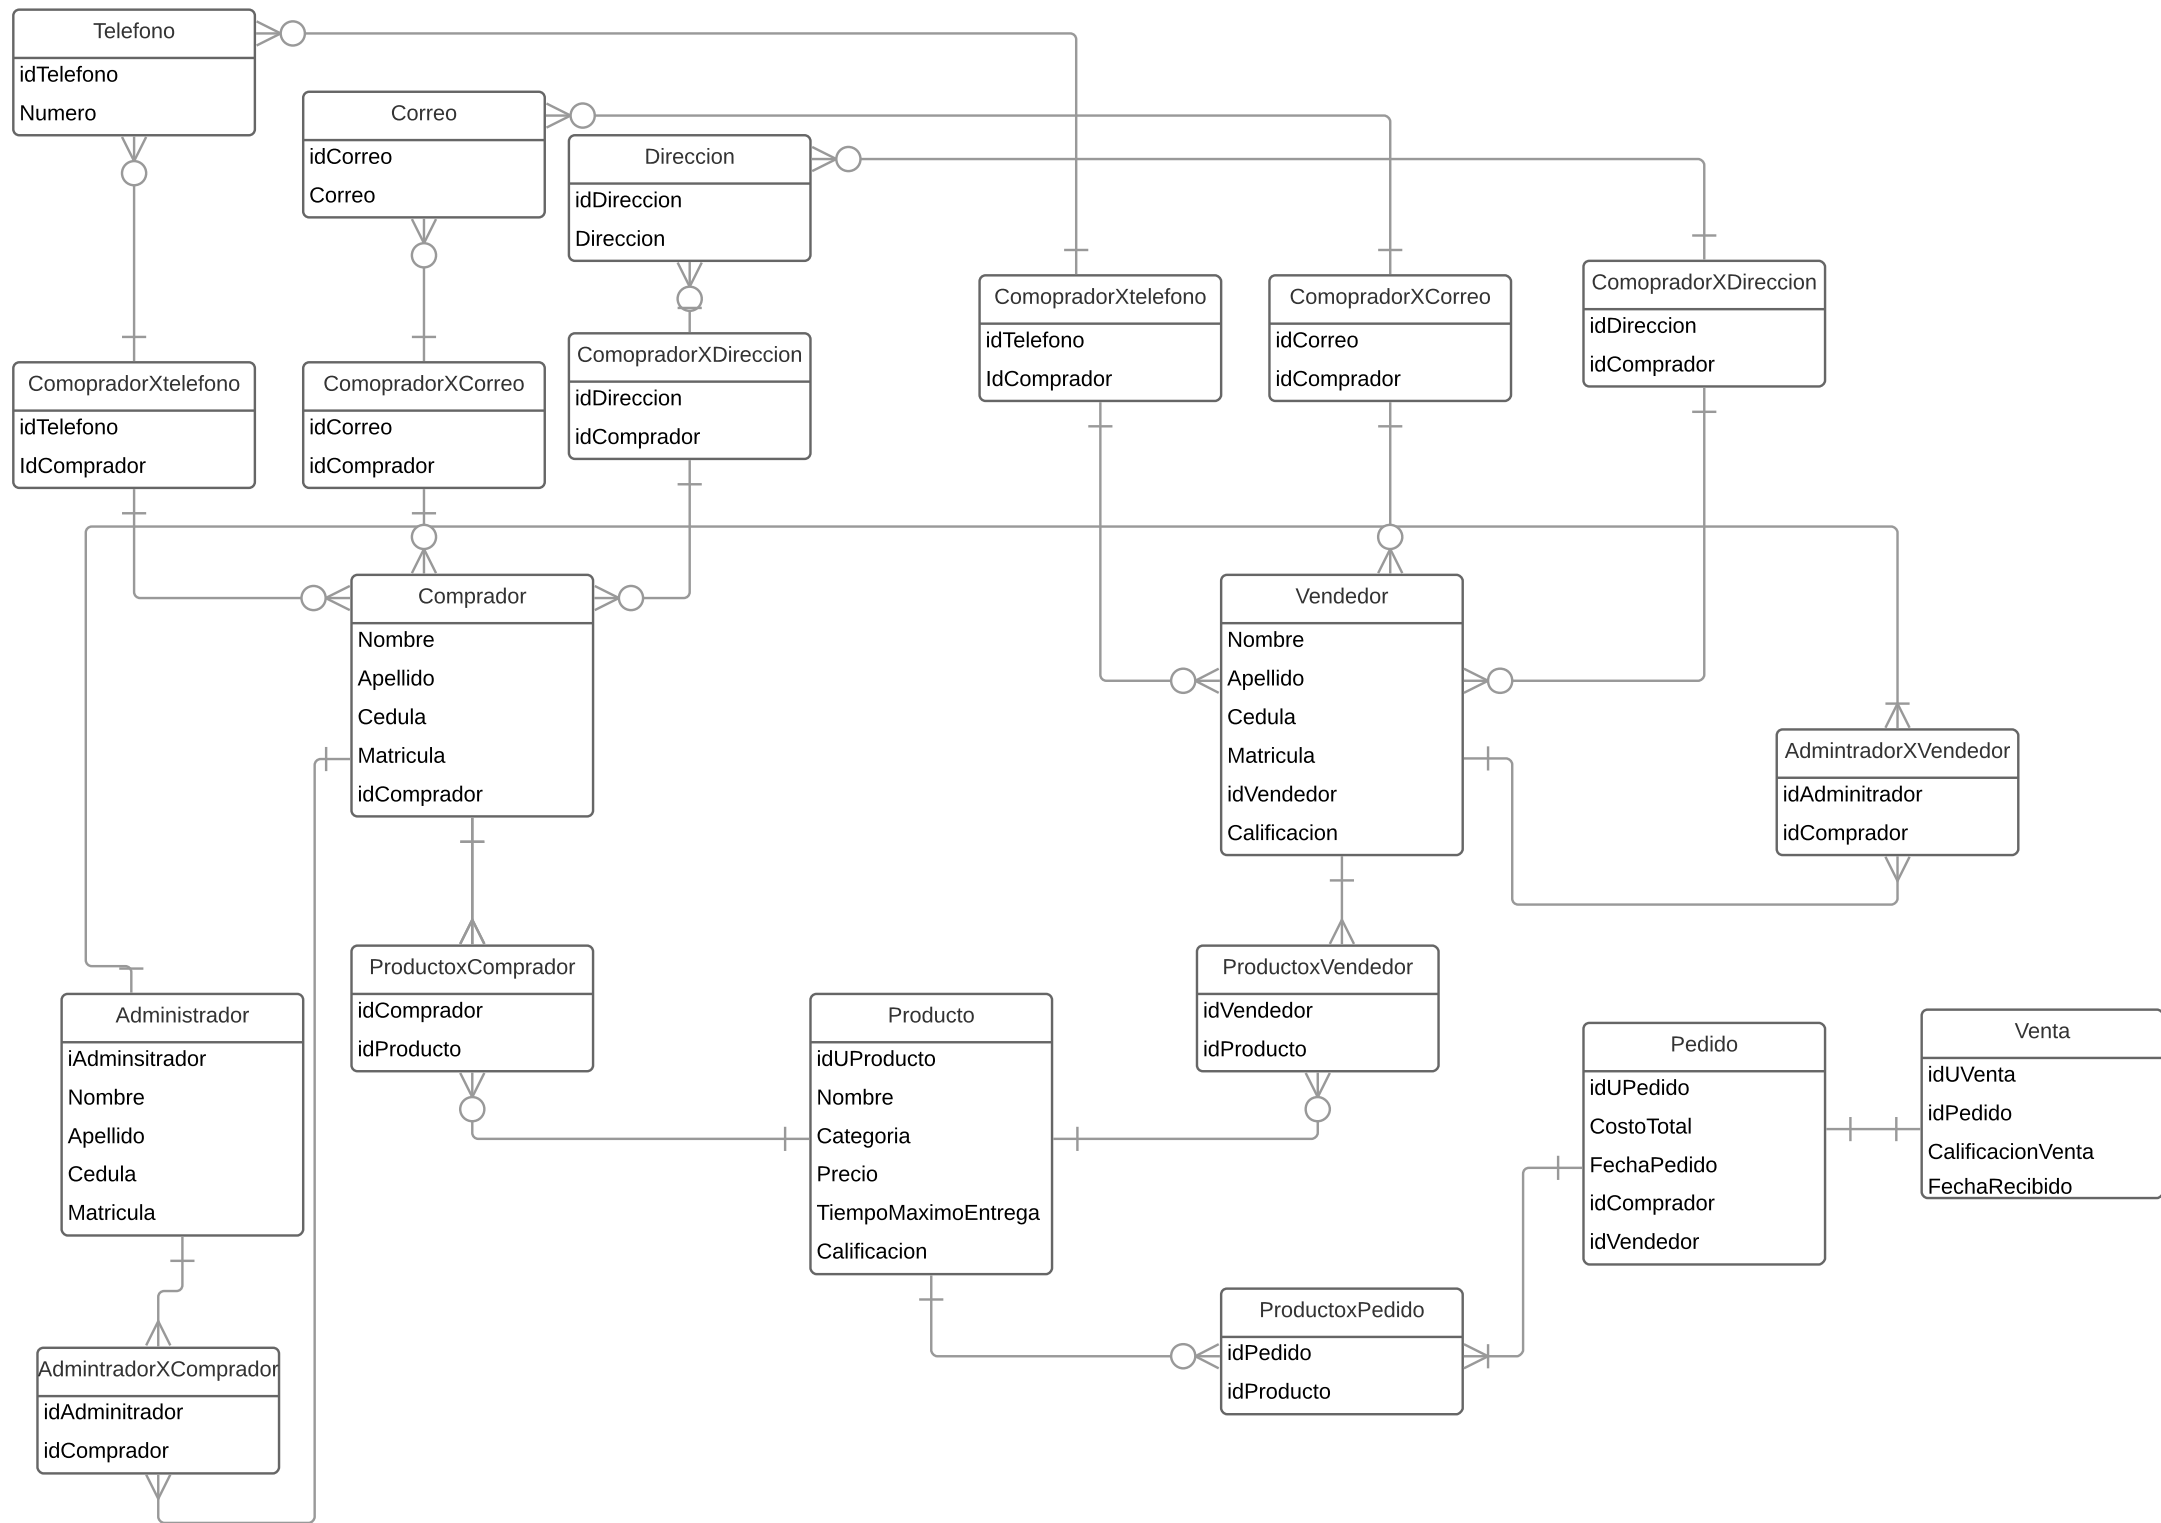 Telefono
idTelefono
Numero
Correo
idCorreo
Correo
Direccion
idDireccion
Direccion
ComopradorXtelefono
idTelefono
IdComprador
ComopradorXCorreo
idCorreo
idComprador
ComopradorXDireccion
idDireccion
idComprador
ComopradorXtelefono
idTelefono
IdComprador
ComopradorXCorreo
idCorreo
idComprador
ComopradorXDireccion
idDireccion
idComprador
Comprador
Nombre
Apellido
Cedula
Matricula
idComprador
Vendedor
Nombre
Apellido
Cedula
Matricula
idVendedor
Calificacion
AdmintradorXVendedor
idAdminitrador
idComprador
Administrador
iAdminsitrador
Nombre
Apellido
Cedula
Matricula
ProductoxComprador
idComprador
idProducto
Producto
idUProducto
Nombre
Categoria
Precio
TiempoMaximoEntrega
Calificacion
ProductoxVendedor
idVendedor
idProducto
Pedido
idUPedido
CostoTotal
FechaPedido
idComprador
idVendedor
Venta
idUVenta
idPedido
CalificacionVenta
FechaRecibido
ProductoxPedido
idPedido
idProducto
AdmintradorXComprador
idAdminitrador
idComprador